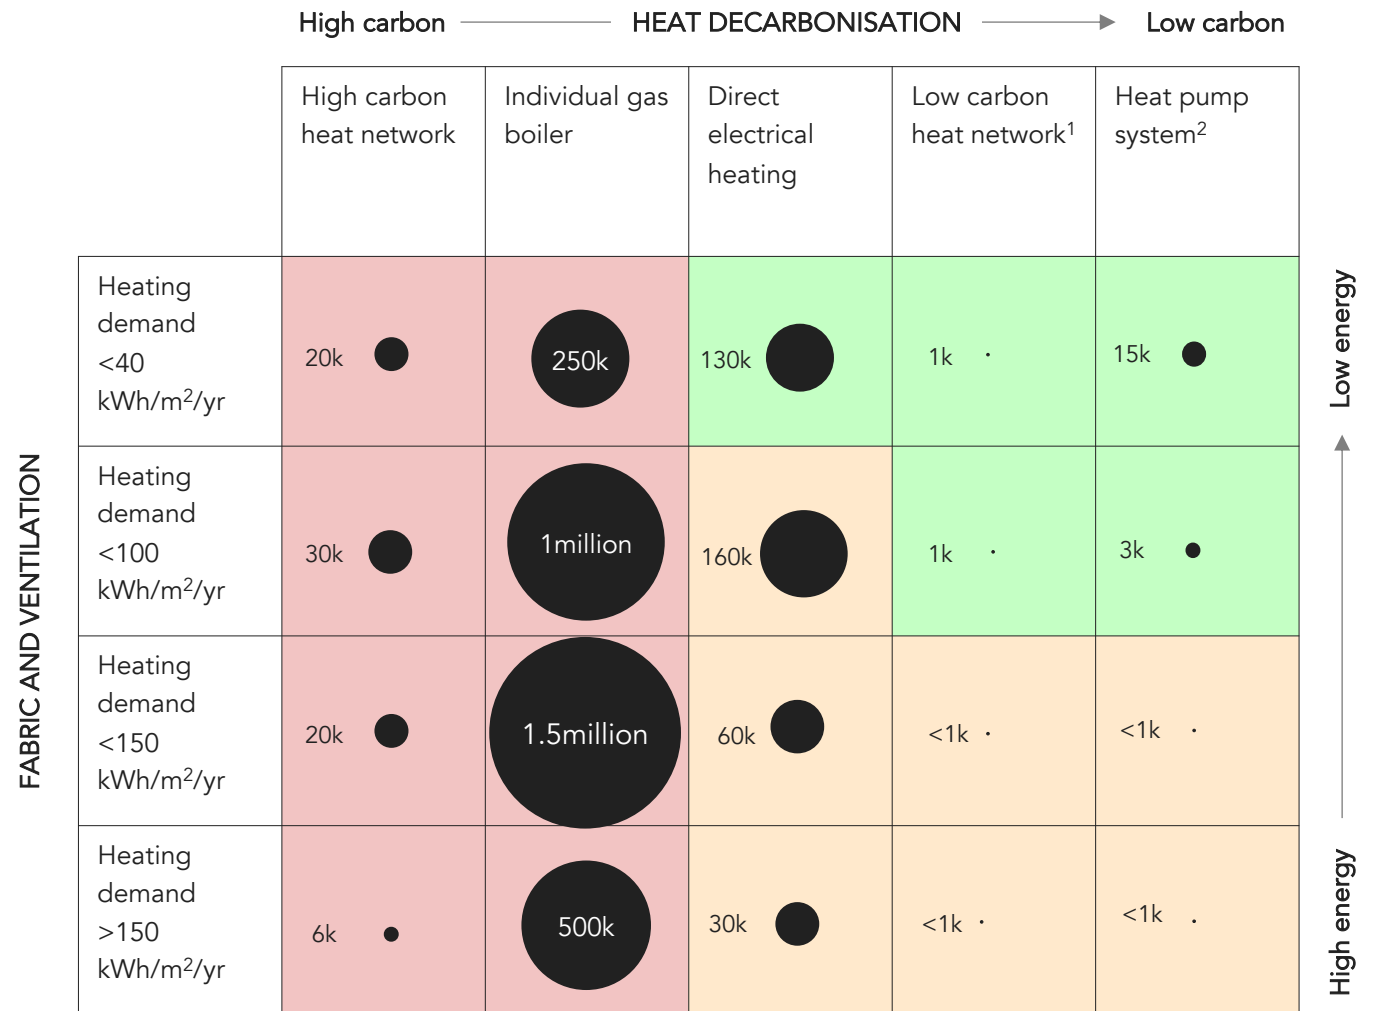 High carbon HEAT DECARBONISATION Low carbon
High carbon
heat network
Individual gas
boiler
Direct
electrical
heating
Low carbon
heat network¹
Heat pump
system²
FABRIC AND VENTILATION
Heating
demand
<40
kWh/m²/yr
20k
250k
130k
1k
15k
Heating
demand
<100
kWh/m²/yr
30k
1million
160k
1k
3k
Heating
demand
<150
kWh/m²/yr
20k
1.5million
60k
<1k
<1k
Heating
demand
>150
kWh/m²/yr
6k
500k
30k
<1k
<1k
Low energy
High energy